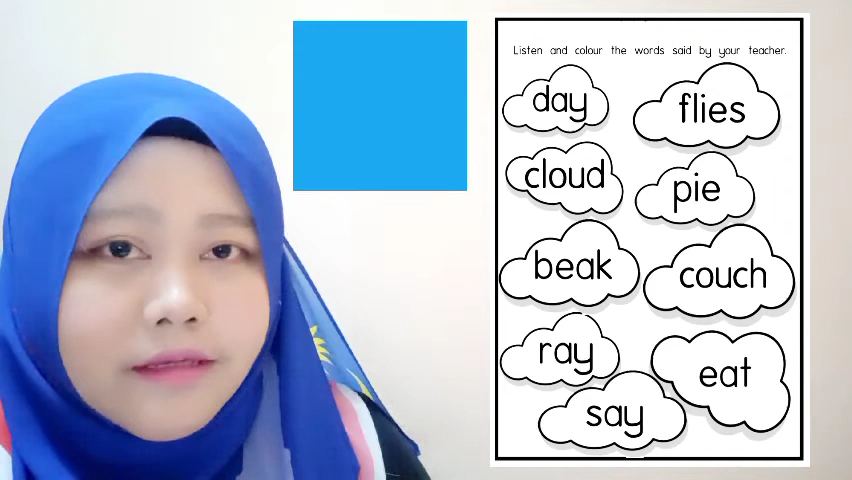 Listen and colour the words said by your teacher.
day
flies
cloud
pie
beak
couch
ray
eat
say